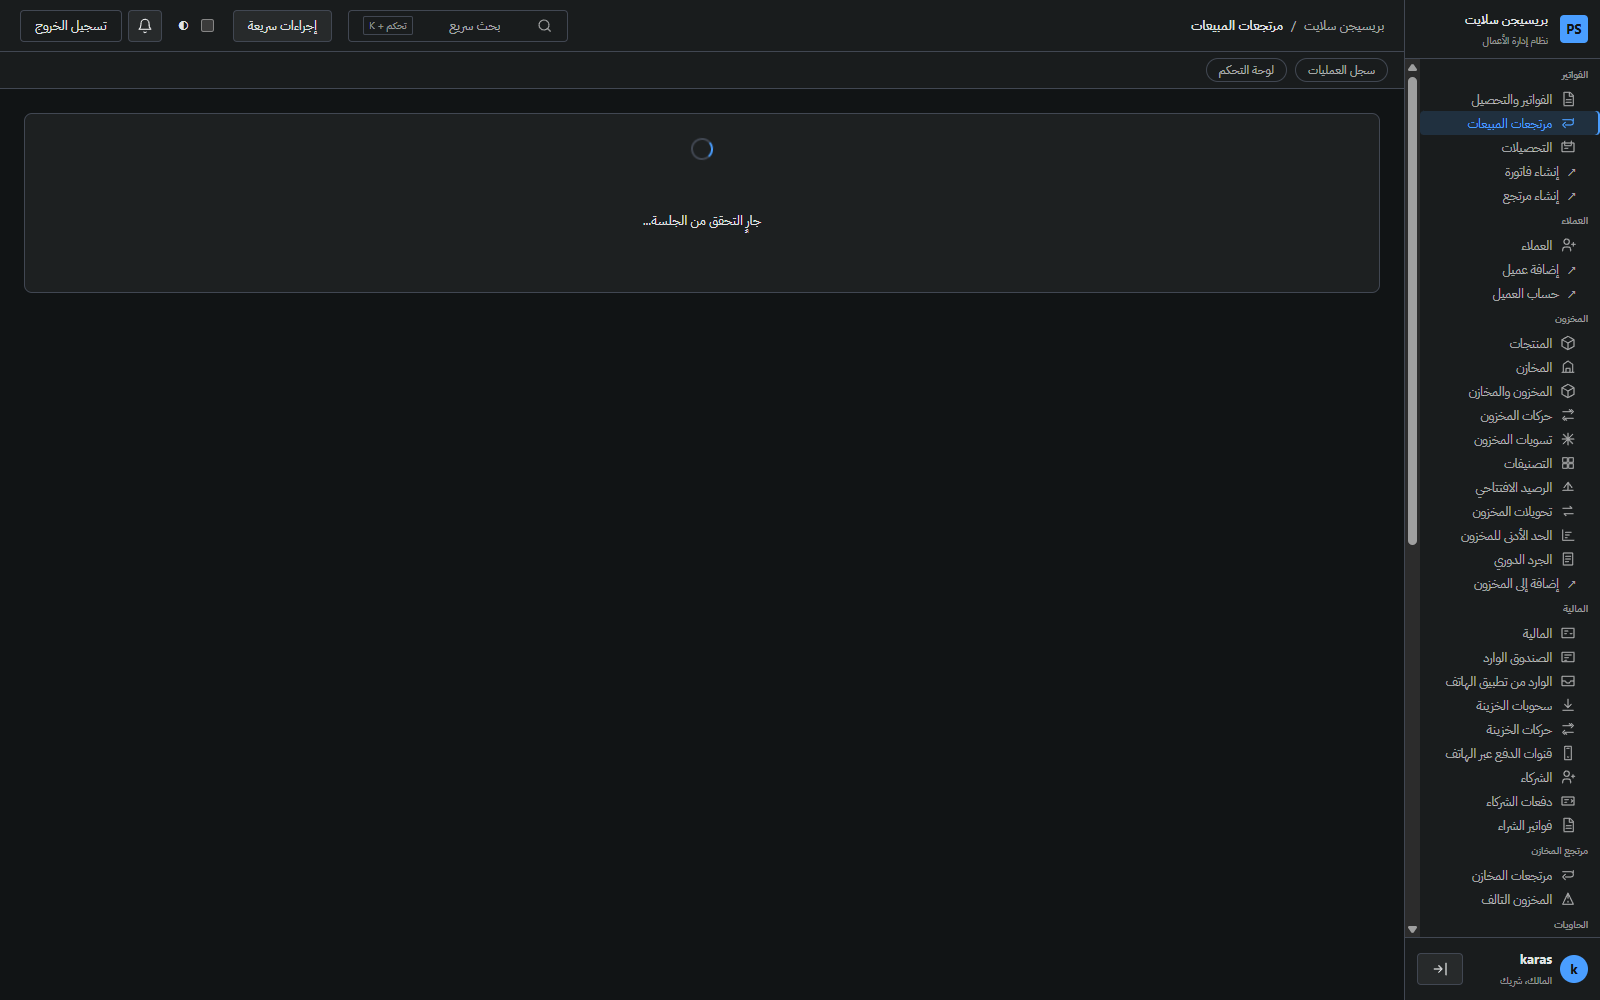 PS
بريسيجن سلايت
نظام إدارة الأعمال
بريسيجن سلايت / مرتجعات المبيعات
بحث سريع
تحكم + K
إجراءات سريعة
تسجيل الخروج
سجل العمليات
لوحة التحكم
جارٍ التحقق من الجلسة...
الفواتير
الفواتير والتحصيل
مرتجعات المبيعات
التحصيلات
إنشاء فاتورة
إنشاء مرتجع
العملاء
العملاء
إضافة عميل
حساب العميل
المخزون
المنتجات
المخازن
المخزون والمخازن
حركات المخزون
تسويات المخزون
التصنيفات
الرصيد الافتتاحي
تحويلات المخزون
الحد الأدنى للمخزون
الجرد الدوري
إضافة إلى المخزون
المالية
المالية
الصندوق الوارد
الوارد من تطبيق الهاتف
سحوبات الخزينة
حركات الخزينة
قنوات الدفع عبر الهاتف
الشركاء
دفعات الشركاء
فواتير الشراء
مرتجع المخازن
مرتجعات المخازن
المخزون التالف
الحاويات
k
karas
المالك، شريك